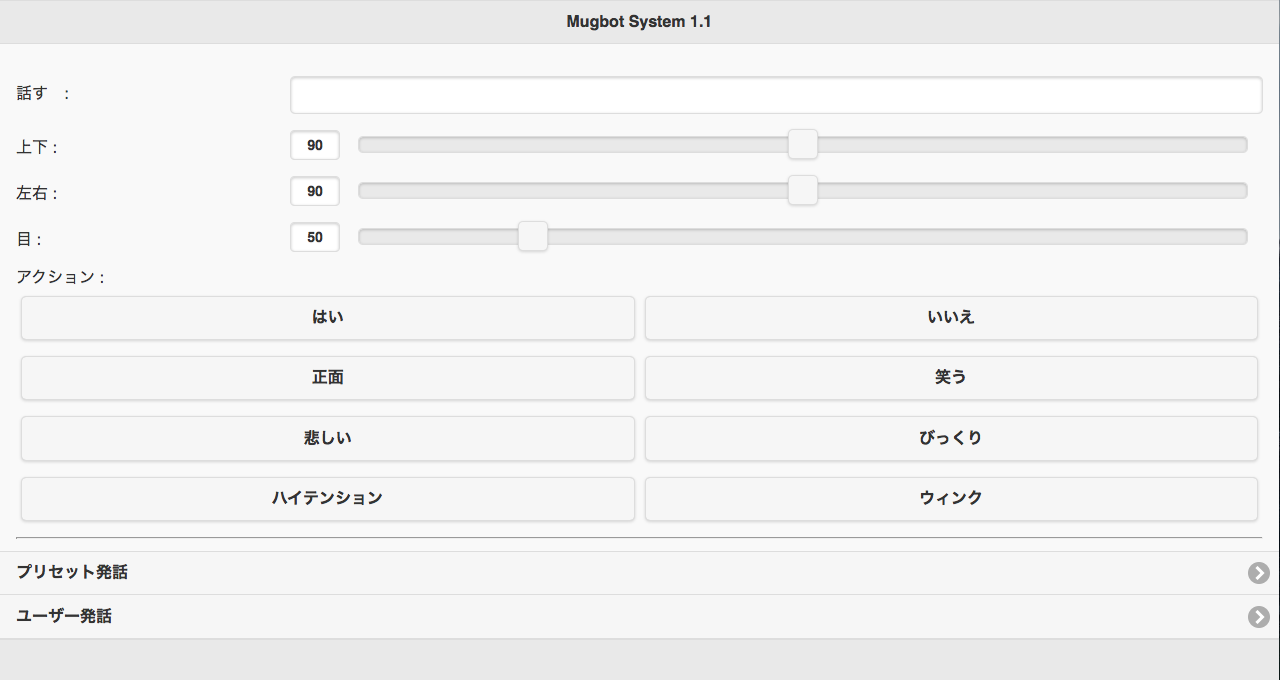 Mugbot System 1.1
話す　:
上下 : 90
左右 : 90
目 : 50
アクション :
はい いいえ
正面 笑う
悲しい びっくり
ハイテンション ウィンク
プリセット発話
ユーザー発話